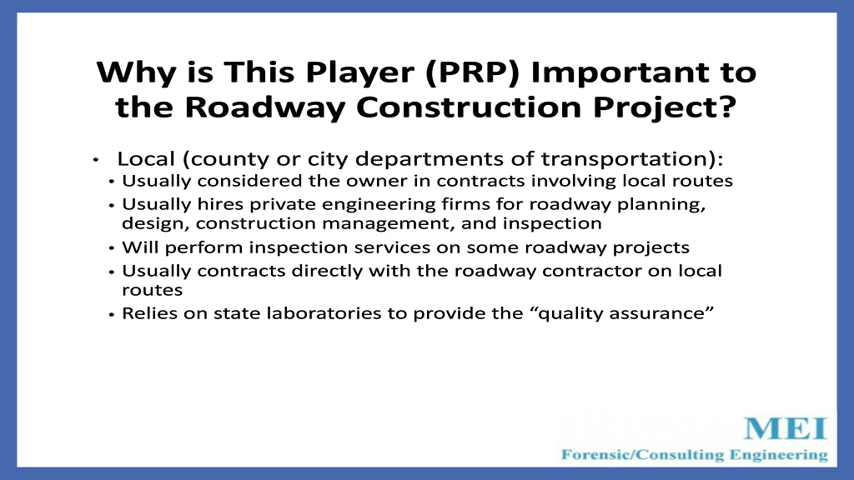 Why is This Player (PRP) Important to
the Roadway Construction Project?
• Local (county or city departments of transportation):
• Usually considered the owner in contracts involving local routes
• Usually hires private engineering firms for roadway planning,
design, construction management, and inspection
• Will perform inspection services on some roadway projects
• Usually contracts directly with the roadway contractor on local
routes
• Relies on state laboratories to provide the “quality assurance”
MEI
Forensic/Consulting Engineering